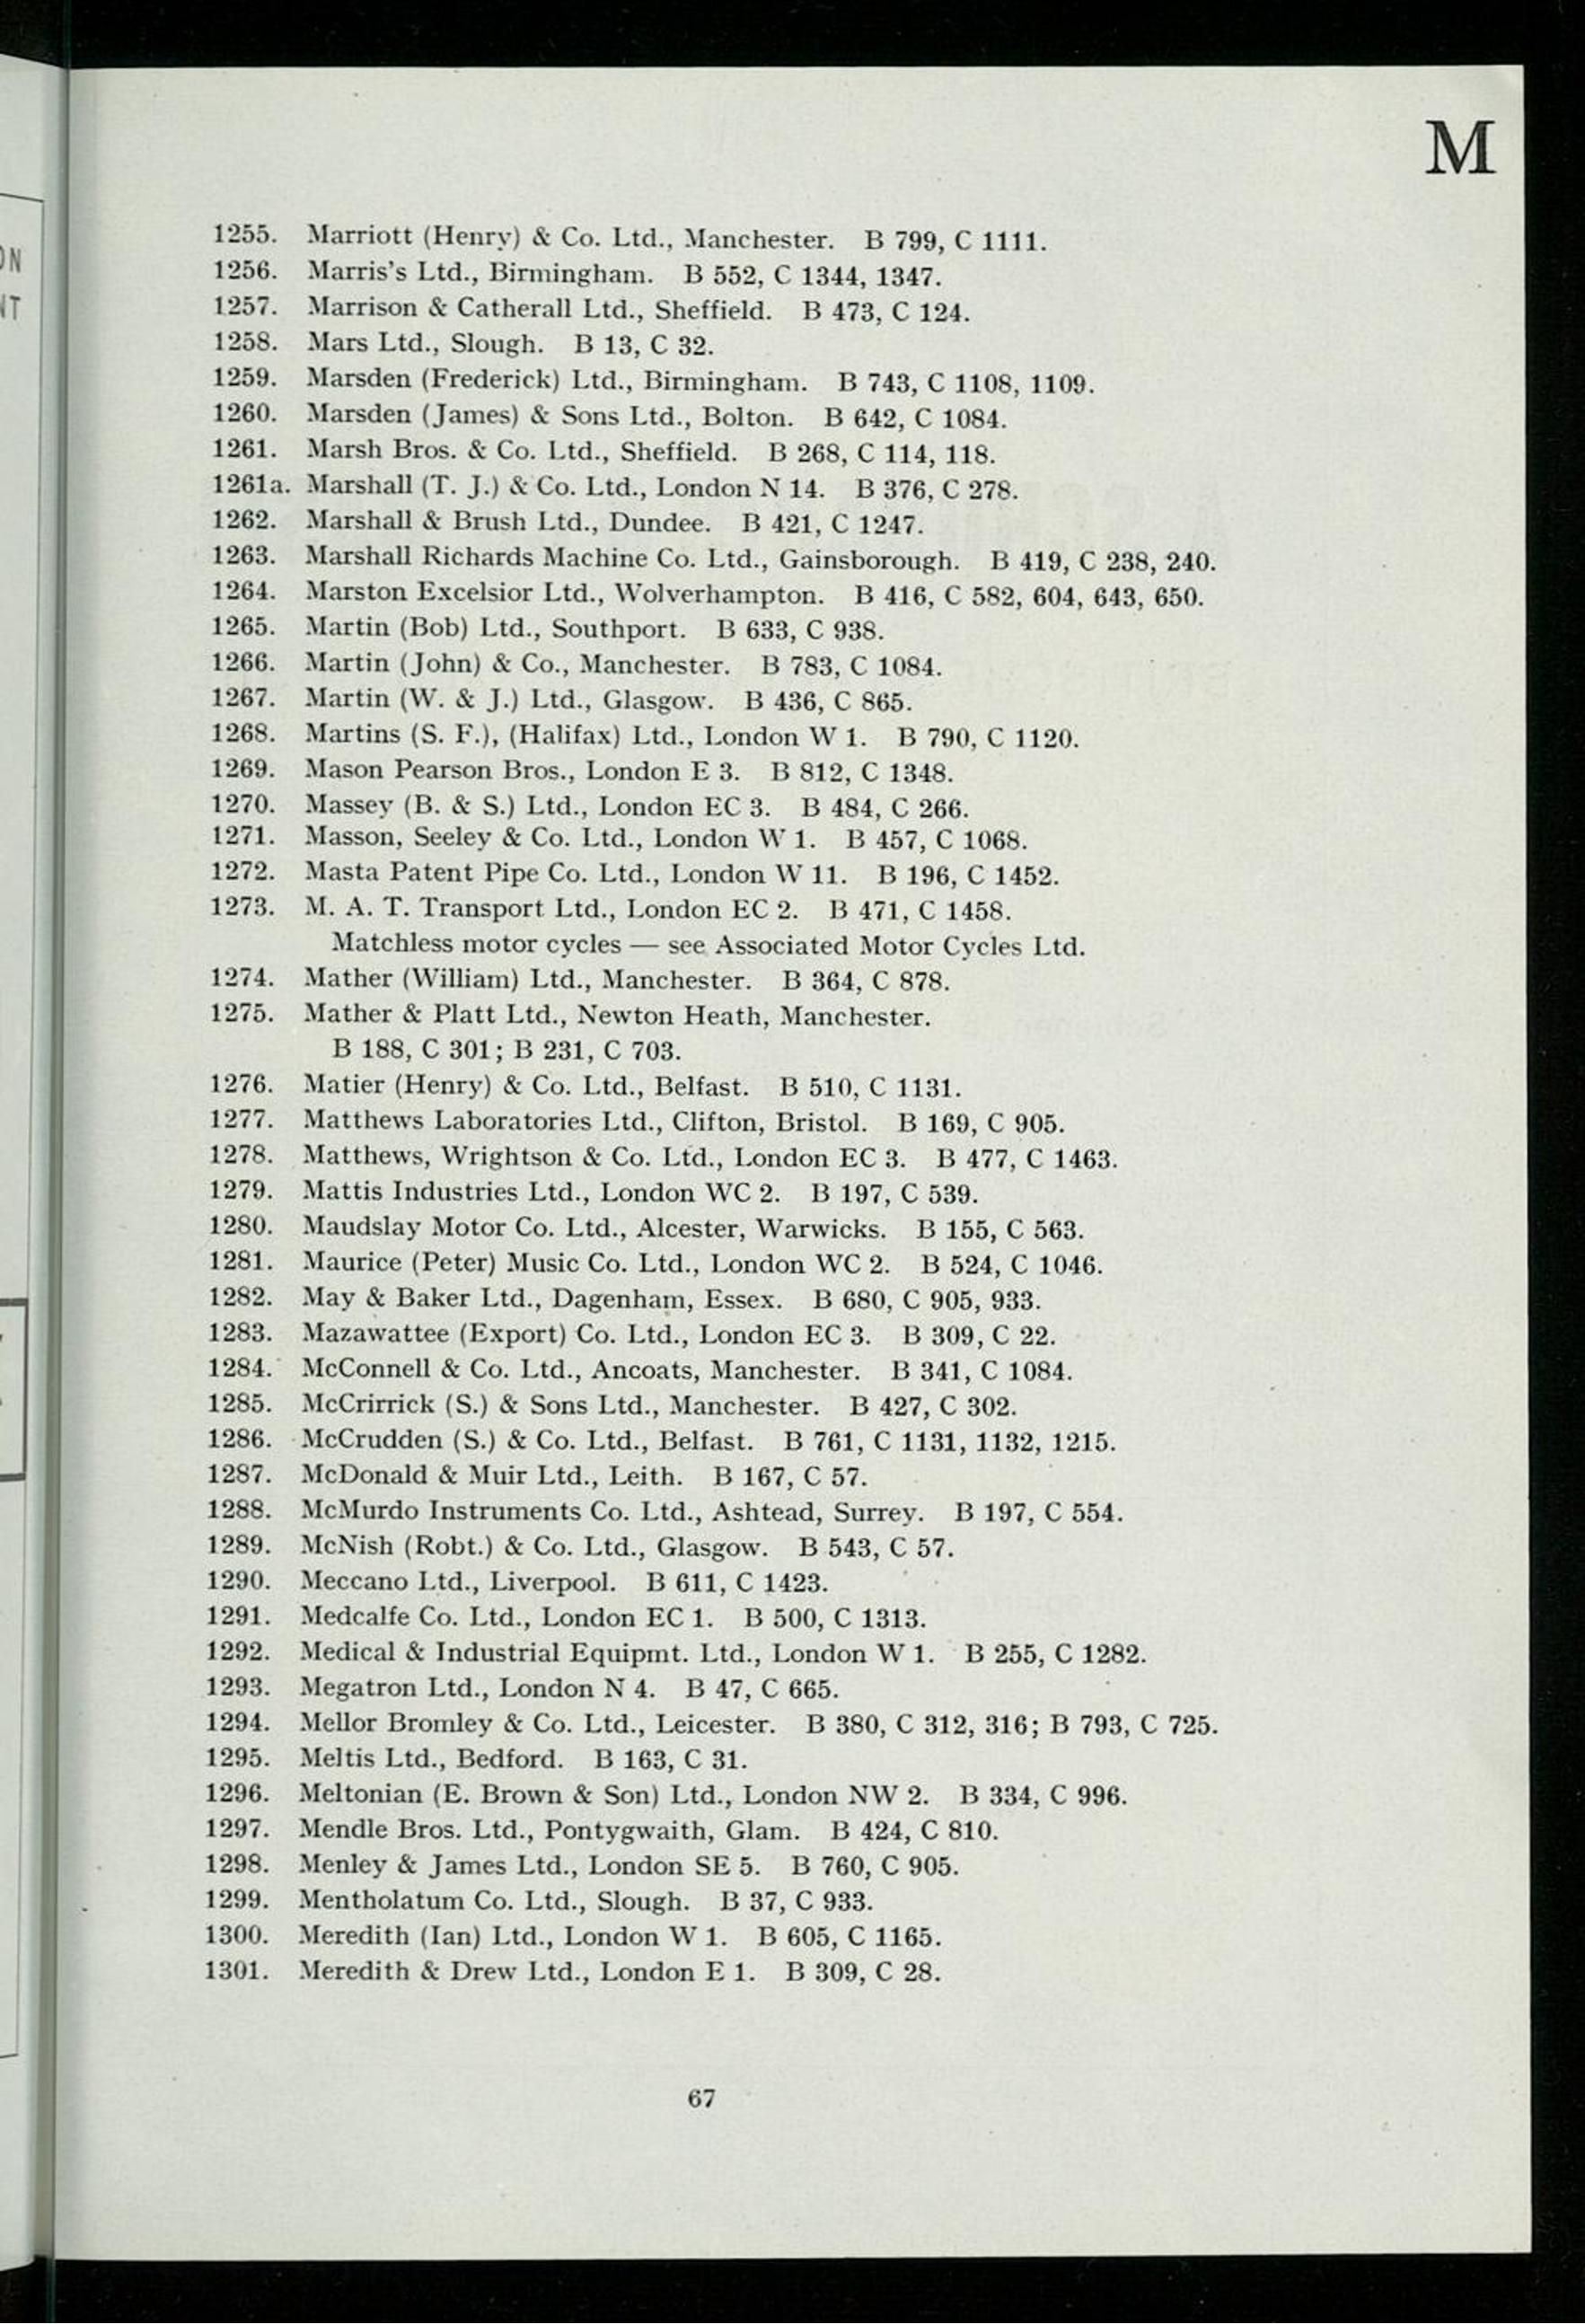 M
ON
NT
1255. Marriott (Henry) & Co. Ltd., Manchester. B 799, C 1111.
1256. Marris's Ltd., Birmingham. B 552, C 1344, 1347.
1257. Marrison & Catherall Ltd., Sheffield. B 473, C 124.
1258. Mars Ltd., Slough. B 13, C 32.
1259. Marsden (Frederick) Ltd., Birmingham. B 743, C 1108, 1109.
1260. Marsden (James) & Sons Ltd., Bolton. B 642, C 1084.
1261. Marsh Bros. & Co. Ltd., Sheffield. B 268, C 114, 118.
1261a. Marshall (T. J.) & Co. Ltd., London N 14. B 376, C 278.
1262. Marshall & Brush Ltd., Dundee. B 421, C 1247.
1263. Marshall Richards Machine Co. Ltd., Gainsborough. B 419, C 238, 240.
1264. Marston Excelsior Ltd., Wolverhampton. B 416, C 582, 604, 643, 650.
1265. Martin (Bob) Ltd., Southport. B 633, C 938.
1266. Martin (John) & Co., Manchester. B 783, C 1084.
1267. Martin (W. & J.) Ltd., Glasgow. B 436, C 865.
1268. Martins (S. F.), (Halifax) Ltd., London W 1. B 790, C 1120.
1269. Mason Pearson Bros., London E 3. B 812, C 1348.
1270. Massey (B. & S.) Ltd., London EC 3. B 484, C 266.
1271. Masson, Seeley & Co. Ltd., London W 1. B 457, C 1068.
1272. Masta Patent Pipe Co. Ltd., London W 11. B 196, C 1452.
1273. M. A. T. Transport Ltd., London EC 2. B 471, C 1458.
Matchless motor cycles — see Associated Motor Cycles Ltd.
1274. Mather (William) Ltd., Manchester. B 364, C 878.
1275. Mather & Platt Ltd., Newton Heath, Manchester.
B 188, C 301; B 231, C 703.
1276. Matier (Henry) & Co. Ltd., Belfast. B 510, C 1131.
1277. Matthews Laboratories Ltd., Clifton, Bristol. B 169, C 905.
1278. Matthews, Wrightson & Co. Ltd., London EC 3. B 477, C 1463.
1279. Mattis Industries Ltd., London WC 2. B 197, C 539.
1280. Maudslay Motor Co. Ltd., Alcester, Warwicks. B 155, C 563.
1281. Maurice (Peter) Music Co. Ltd., London WC 2. B 524, C 1046.
1282. May & Baker Ltd., Dagenham, Essex. B 680, C 905, 933.
1283. Mazawattee (Export) Co. Ltd., London EC 3. B 309, C 22.
1284. McConnell & Co. Ltd., Ancoats, Manchester. B 341, C 1084.
1285. McCrirrick (S.) & Sons Ltd., Manchester. B 427, C 302.
1286. McCrudden (S.) & Co. Ltd., Belfast. B 761, C 1131, 1132, 1215.
1287. McDonald & Muir Ltd., Leith. B 167, C 57.
1288. McMurdo Instruments Co. Ltd., Ashtead, Surrey. B 197, C 554.
1289. McNish (Robt.) & Co. Ltd., Glasgow. B 543, C 57.
1290. Meccano Ltd., Liverpool. B 611, C 1423.
1291. Medcalfe Co. Ltd., London EC 1. B 500, C 1313.
1292. Medical & Industrial Equipmt. Ltd., London W 1. B 255, C 1282.
1293. Megatron Ltd., London N 4. B 47, C 665.
1294. Mellor Bromley & Co. Ltd., Leicester. B 380, C 312, 316; B 793, C 725.
1295. Meltis Ltd., Bedford. B 163, C 31.
1296. Meltonian (E. Brown & Son) Ltd., London NW 2. B 334, C 996.
1297. Mendle Bros. Ltd., Pontygwaith, Glam. B 424, C 810.
1298. Menley & James Ltd., London SE 5. B 760, C 905.
1299. Mentholatum Co. Ltd., Slough. B 37, C 933.
1300. Meredith (Ian) Ltd., London W 1. B 605, C 1165.
1301. Meredith & Drew Ltd., London E 1. B 309, C 28.
67